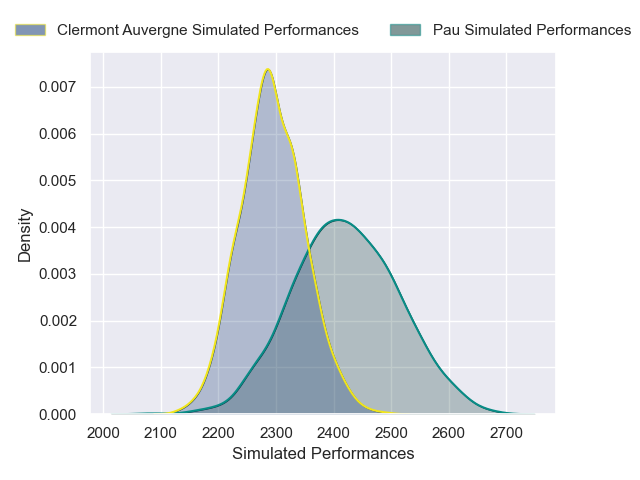 Clermont Auvergne Simulated Performances
Pau Simulated Performances
0.007
0.006
0.005
0.004
0.003
0.002
0.001
0.000
Density
2000 2100 2200 2300 2400 2500 2600 2700
Simulated Performances